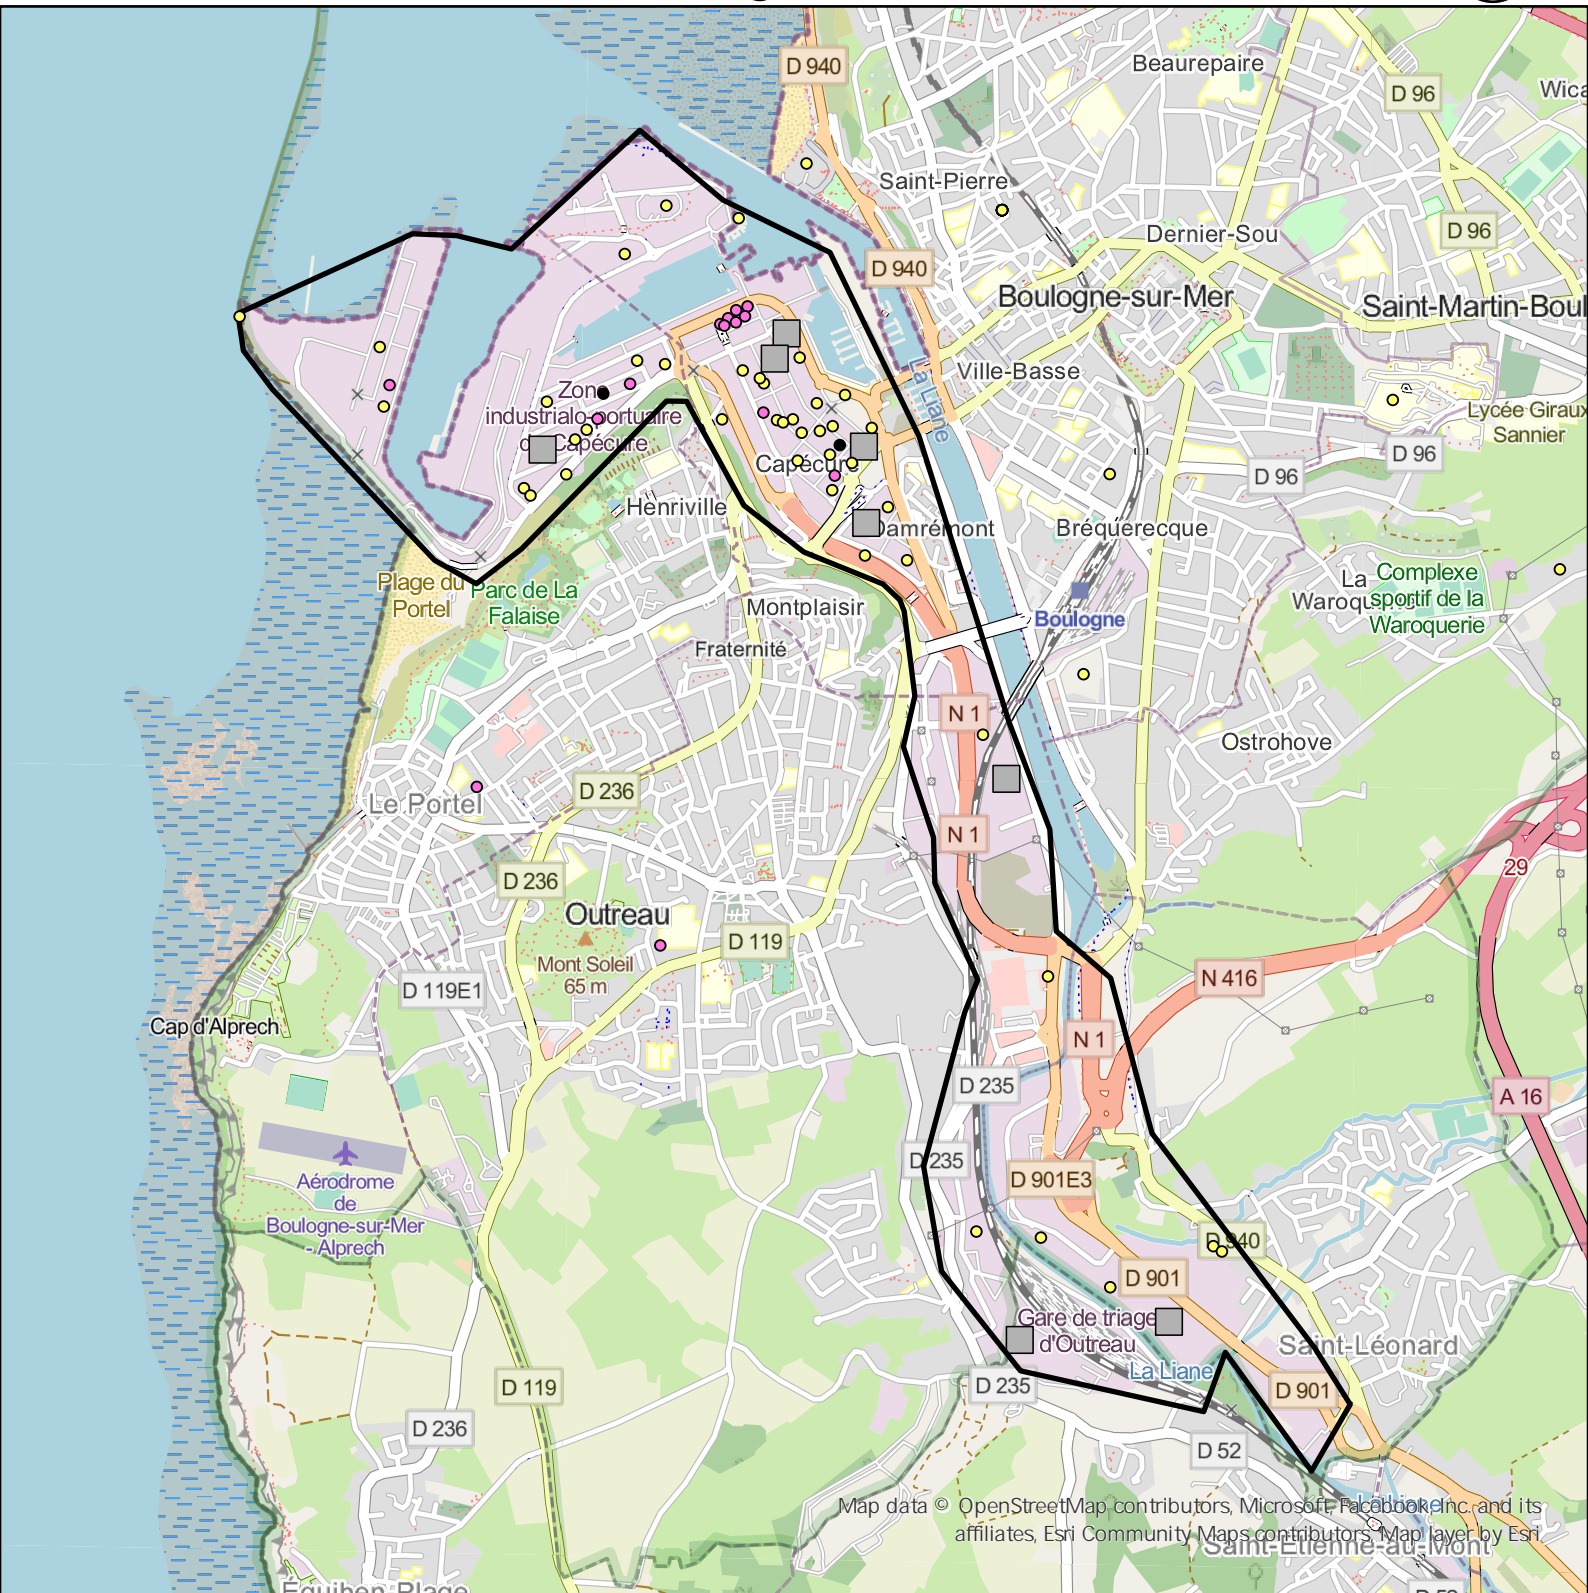 D 940
Beaurepaire
D 96
Saint-Pierre
D 96
Dernier-Sou
D 940
Boulogne-sur-Mer
Saint-Martin-Boul
La Liane
Ville-Basse
Zone
industrialo-portuaire
de Capécure
Lycée Giraux
Sannier
D 96
D 96
Capécure
Henriville
Damrémont
Bréquerecque
Plage du
Portel
Parc de La
Falaise
La
Waroquerie
Complexe
sportif de la
Waroquerie
Montplaisir
Boulogne
Fraternité
N 1
Ostrohove
D 236
Le Portel
N 1
29
D 236
Outreau
D 119
Mont Soleil
65 m
N 416
D 119E1
Cap d'Alprech
N 1
D 235
A 16
D 235
D 901E3
Aérodrome
de
Boulogne-sur-Mer
- Alprech
D 940
D 901
Gare de triage
d'Outreau
Saint-Léonard
La Liane
D 119
D 235
D 901
D 236
D 52
La Liane
Map data © OpenStreetMap contributors, Microsoft, Facebook, Inc. and its
affiliates, Esri Community Maps contributors, Map layer by Esri
Saint-Étienne-au-Mont
Équihen-Plage
D 52